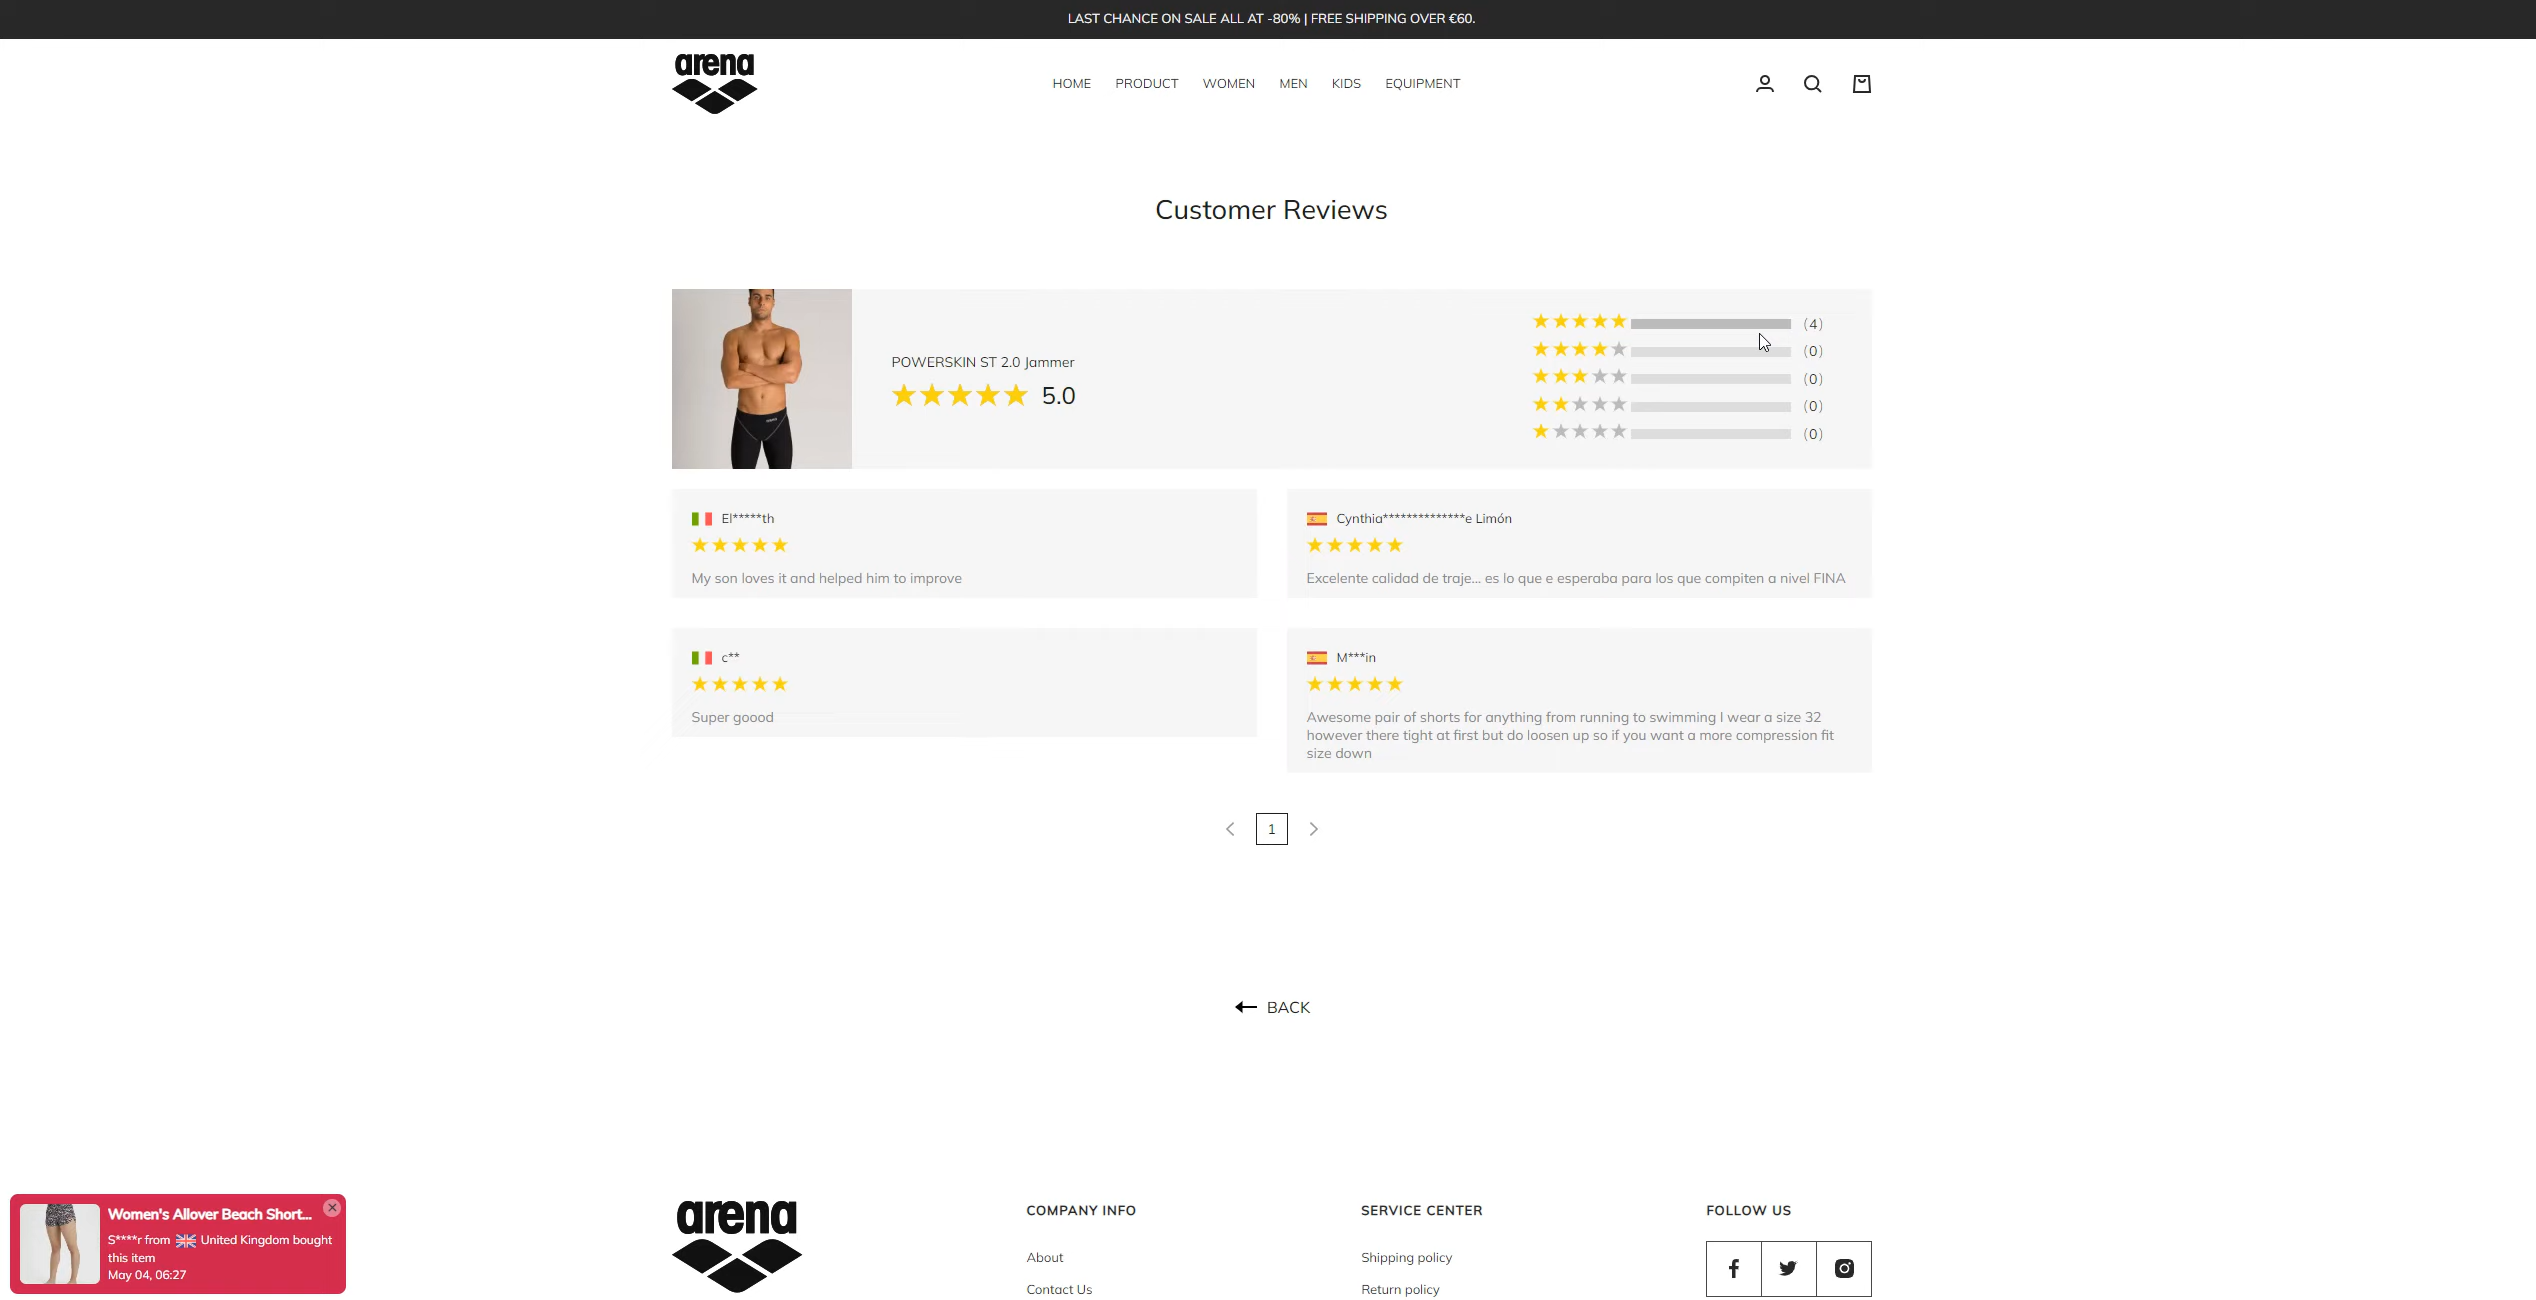 LAST CHANCE ON SALE ALL AT -80% | FREE SHIPPING OVER €60.
arena
HOME PRODUCT WOMEN MEN KIDS EQUIPMENT
Customer Reviews
POWERSKIN ST 2.0 Jammer
5.0
(4)
(0)
(0)
(0)
(0)
El*****th
My son loves it and helped him to improve
Cynthia**************e Limón
Excelente calidad de traje... es lo que e esperaba para los que compiten a nivel FINA
c**
Super goood
M***in
Awesome pair of shorts for anything from running to swimming I wear a size 32
however there tight at first but do loosen up so if you want a more compression fit
size down
1
BACK
Women's Allover Beach Short...
S****r from United Kingdom bought
this item
May 04, 06:27
arena
COMPANY INFO
About
Contact Us
SERVICE CENTER
Shipping policy
Return policy
FOLLOW US